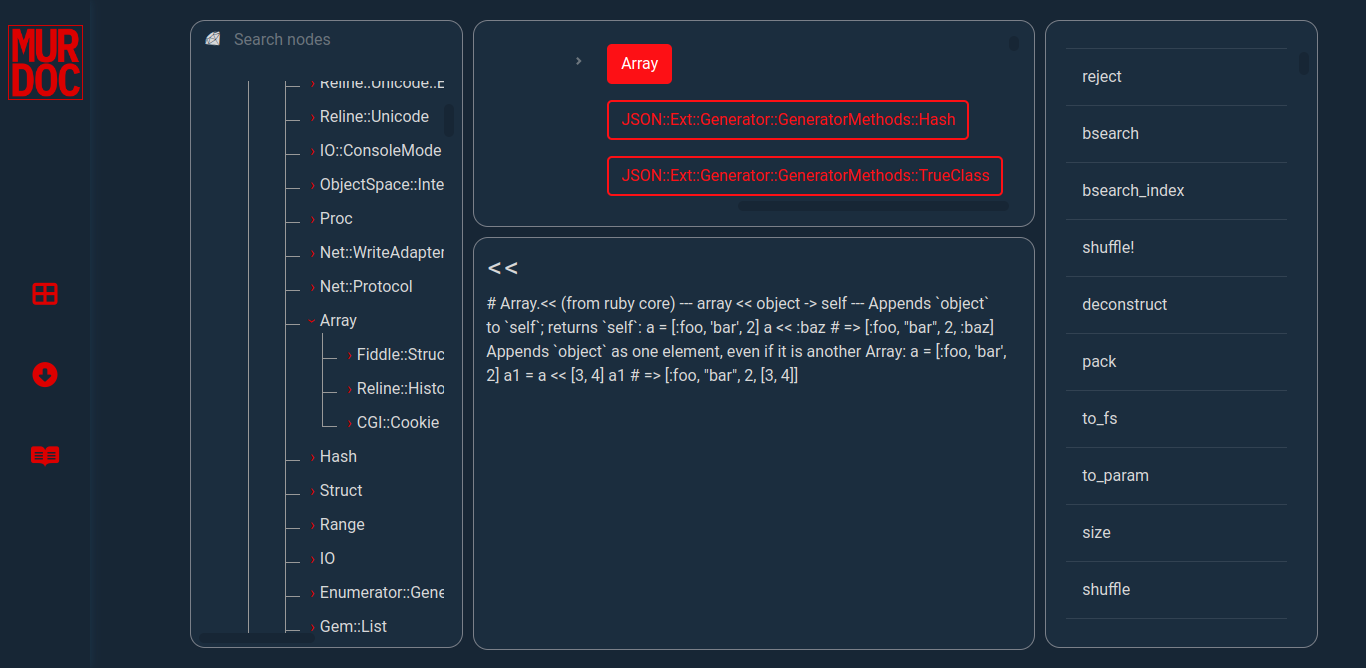 MUR
DOC
Search nodes
Reline::Unicode::E
Reline::Unicode
IO::ConsoleMode
ObjectSpace::Inte
Proc
Net::WriteAdapter
Net::Protocol
Array
Fiddle::Struc
Reline::Histo
CGI::Cookie
Hash
Struct
Range
IO
Enumerator::Gene
Gem::List
Array
JSON::Ext::Generator::GeneratorMethods::Hash
JSON::Ext::Generator::GeneratorMethods::TrueClass
<<
# Array.<< (from ruby core) --- array << object -> self --- Appends `object`
to `self`; returns `self`: a = [:foo, 'bar', 2] a << :baz # => [:foo, "bar", 2, :baz]
Appends `object` as one element, even if it is another Array: a = [:foo, 'bar',
2] a1 = a << [3, 4] a1 # => [:foo, "bar", 2, [3, 4]]
reject
bsearch
bsearch_index
shuffle!
deconstruct
pack
to_fs
to_param
size
shuffle